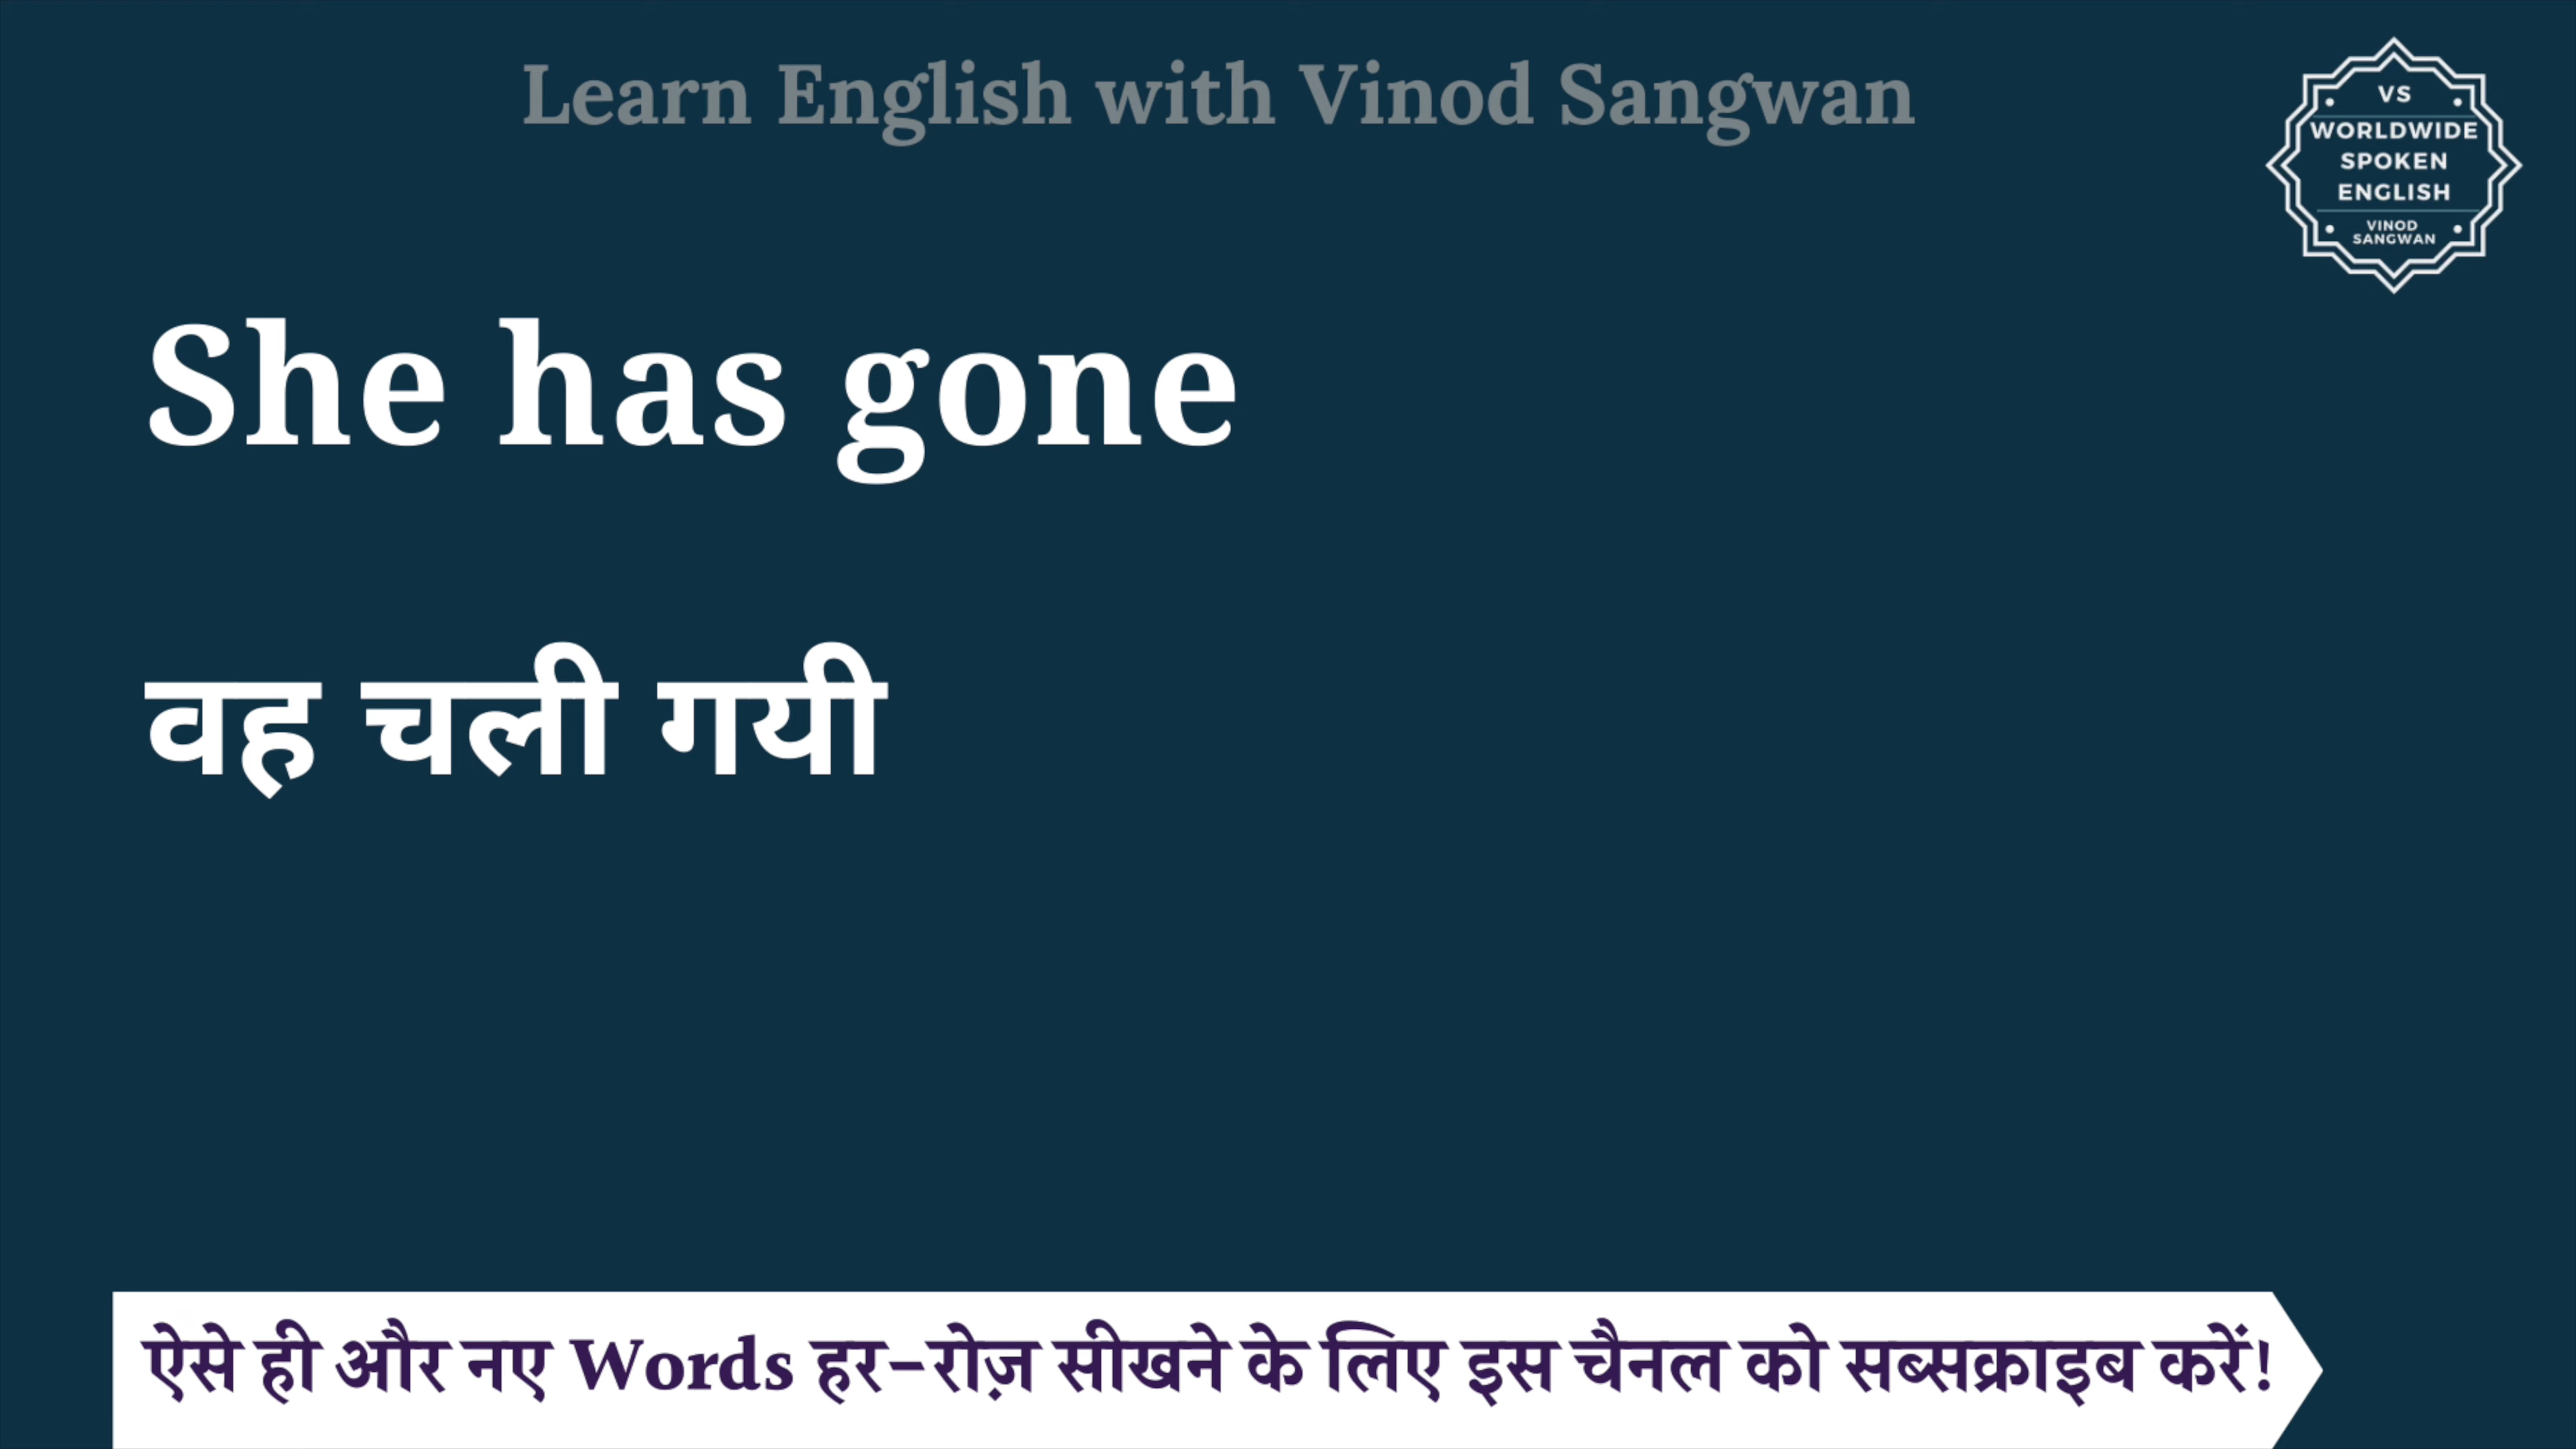 Learn English with Vinod Sangwan
VS
WORLDWIDE
SPOKEN
ENGLISH
VINOD
SANGWAN
She has gone
वह चली गयी
ऐसे ही और नए Words हर-रोज़ सीखने के लिए इस चैनल को सब्सक्राइब करें!